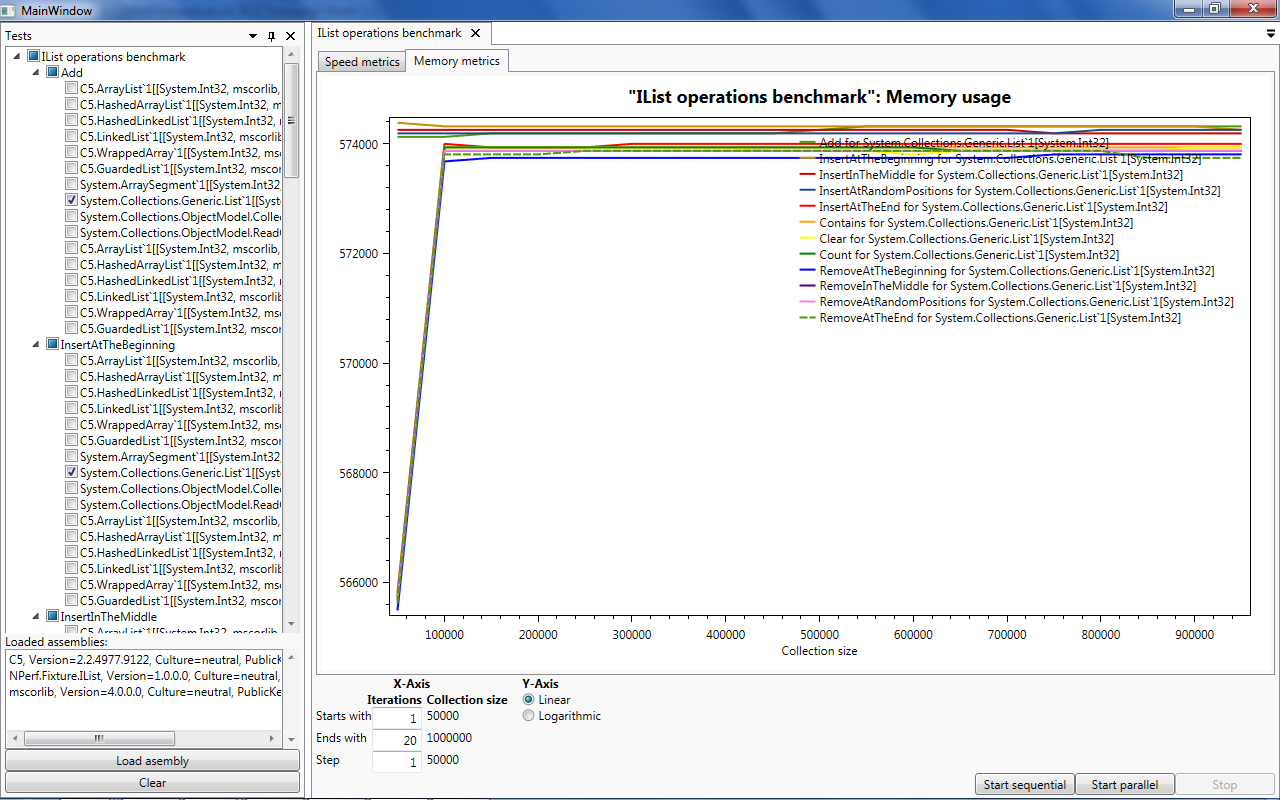 MainWindow
Tests
IList operations benchmark
Add
C5.ArrayList`1[[System.Int32, mscorlib,
C5.HashedArrayList`1[[System.Int32, m
C5.HashedLinkedList`1[[System.Int32, m
C5.LinkedList`1[[System.Int32, mscorlib
C5.WrappedArray`1[[System.Int32, msc
C5.GuardedList`1[[System.Int32, mscor
System.ArraySegment`1[[System.Int32,
System.Collections.Generic.List`1[[Syst
System.Collections.ObjectModel.Colle
System.Collections.ObjectModel.Read
C5.ArrayList`1[[System.Int32, mscorlib,
C5.HashedArrayList`1[[System.Int32, m
C5.HashedLinkedList`1[[System.Int32, m
C5.LinkedList`1[[System.Int32, mscorlib
C5.WrappedArray`1[[System.Int32, msc
C5.GuardedList`1[[System.Int32, mscor
InsertAtTheBeginning
C5.ArrayList`1[[System.Int32, mscorlib,
C5.HashedArrayList`1[[System.Int32, m
C5.HashedLinkedList`1[[System.Int32, m
C5.LinkedList`1[[System.Int32, mscorlib
C5.WrappedArray`1[[System.Int32, msc
C5.GuardedList`1[[System.Int32, mscor
System.ArraySegment`1[[System.Int32,
System.Collections.Generic.List`1[[Syst
System.Collections.ObjectModel.Colle
System.Collections.ObjectModel.Read
C5.ArrayList`1[[System.Int32, mscorlib,
C5.HashedArrayList`1[[System.Int32, m
C5.HashedLinkedList`1[[System.Int32, m
C5.LinkedList`1[[System.Int32, mscorlib
C5.WrappedArray`1[[System.Int32, msc
C5.GuardedList`1[[System.Int32, mscor
InsertInTheMiddle
C5.ArrayList`1[[System.Int32, mscorlib
Loaded assemblies:
C5, Version=2.2.4977.9122, Culture=neutral, PublicK
NPerf.Fixture.IList, Version=1.0.0.0, Culture=neutral,
mscorlib, Version=4.0.0.0, Culture=neutral, PublicKe
Load asembly
Clear
IList operations benchmark
Speed metrics
Memory metrics
"IList operations benchmark": Memory usage
574000
572000
570000
568000
566000
Add for System.Collections.Generic.List`1[System.Int32]
InsertAtTheBeginning for System.Collections.Generic.List`1[System.Int32]
InsertInTheMiddle for System.Collections.Generic.List`1[System.Int32]
InsertAtRandomPositions for System.Collections.Generic.List`1[System.Int32]
InsertAtTheEnd for System.Collections.Generic.List`1[System.Int32]
Contains for System.Collections.Generic.List`1[System.Int32]
Clear for System.Collections.Generic.List`1[System.Int32]
Count for System.Collections.Generic.List`1[System.Int32]
RemoveAtTheBeginning for System.Collections.Generic.List`1[System.Int32]
RemoveInTheMiddle for System.Collections.Generic.List`1[System.Int32]
RemoveAtRandomPositions for System.Collections.Generic.List`1[System.Int32]
RemoveAtTheEnd for System.Collections.Generic.List`1[System.Int32]
100000 200000 300000 400000 500000 600000 700000 800000 900000
Collection size
X-Axis Y-Axis
Iterations Collection size Linear
Starts with 1 50000 Logarithmic
Ends with 20 1000000
Step 1 50000
Start sequential
Start parallel
Stop